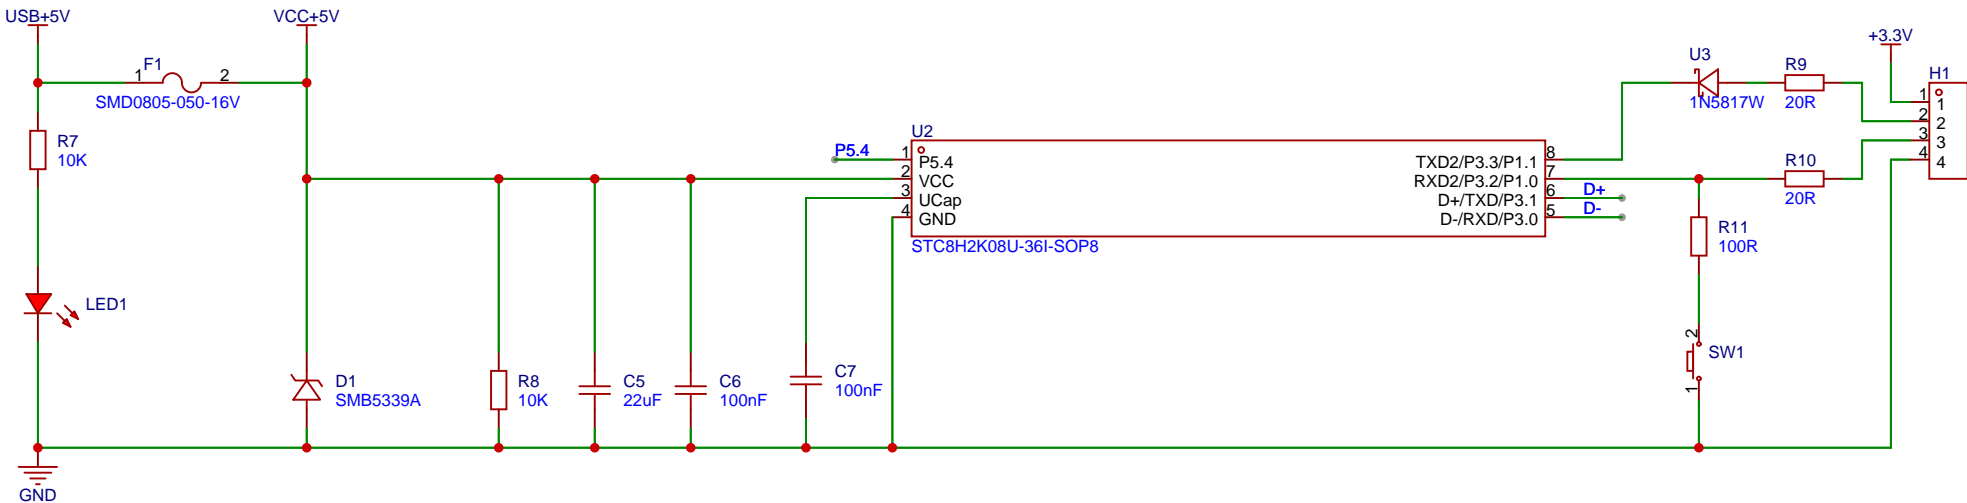 USB+5V
VCC+5V
+3.3V
F1
1
2
SMD0805-050-16V
U3
1N5817W
R9
20R
H1
1
1
2
2
3
3
4
4
R7
10K
U2
P5.4
1
P5.4
2
VCC
3
UCap
4
GND
TXD2/P3.3/P1.1
8
RXD2/P3.2/P1.0
7
D+/TXD/P3.1
6
D+
D-/RXD/P3.0
5
D-
STC8H2K08U-36I-SOP8
R10
20R
R11
100R
LED1
2
SW1
1
D1
SMB5339A
R8
10K
C5
22uF
C6
100nF
C7
100nF
GND